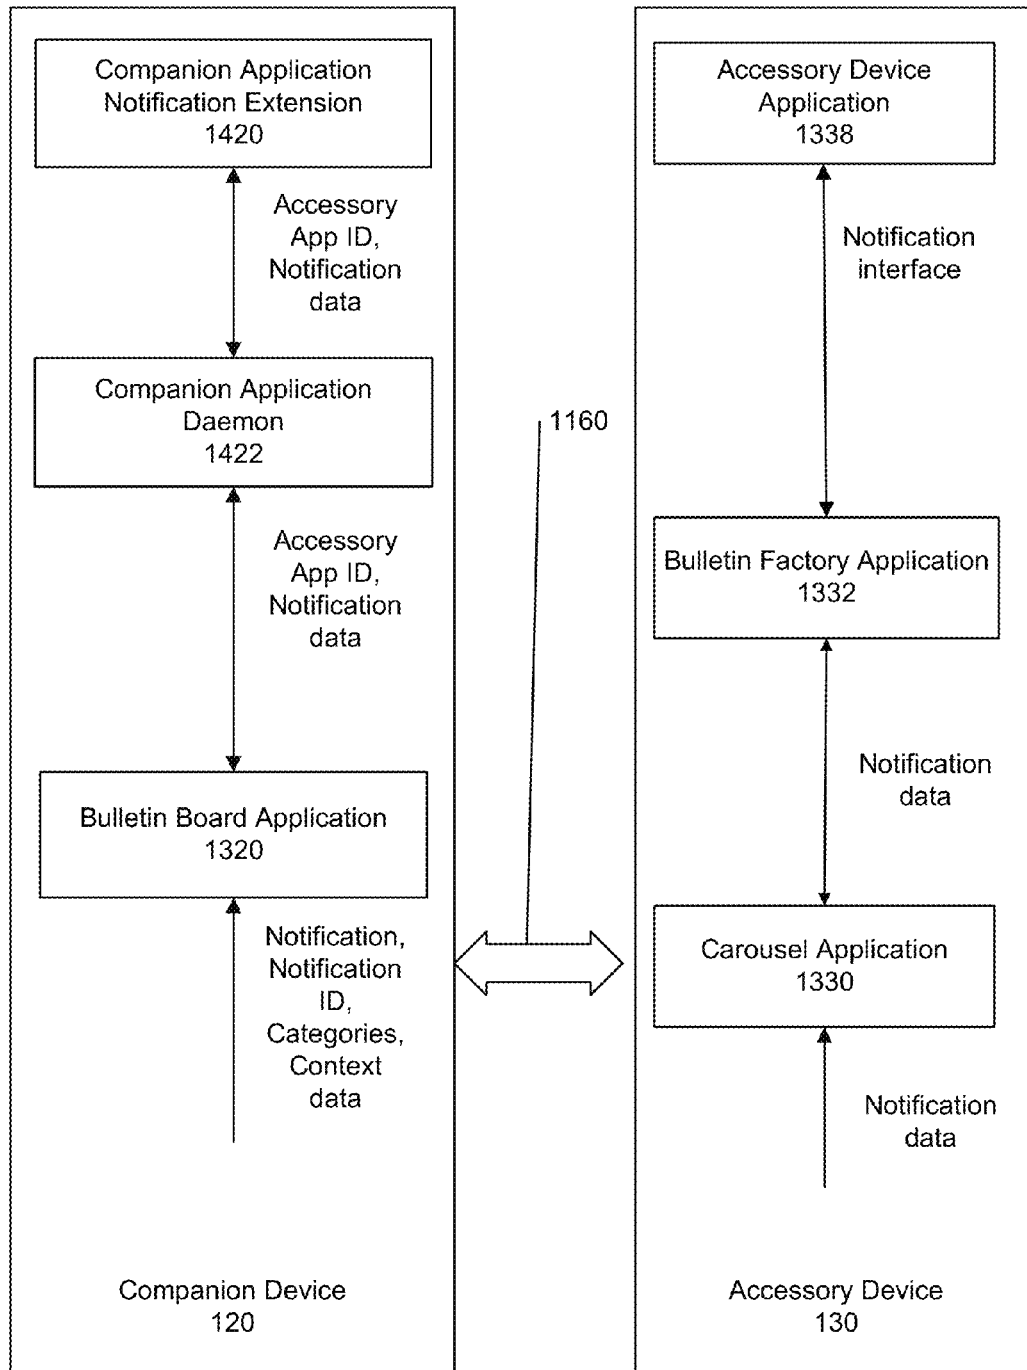 Companion Application
Notification Extension
1420
Accessory
App ID,
Notification
data
Companion Application
Daemon
1422
Accessory
App ID,
Notification
data
Bulletin Board Application
1320
Notification,
Notification
ID,
Categories,
Context
data
Companion Device
120
1160
Accessory Device
Application
1338
Notification
interface
Bulletin Factory Application
1332
Notification
data
Carousel Application
1330
Notification
data
Accessory Device
130